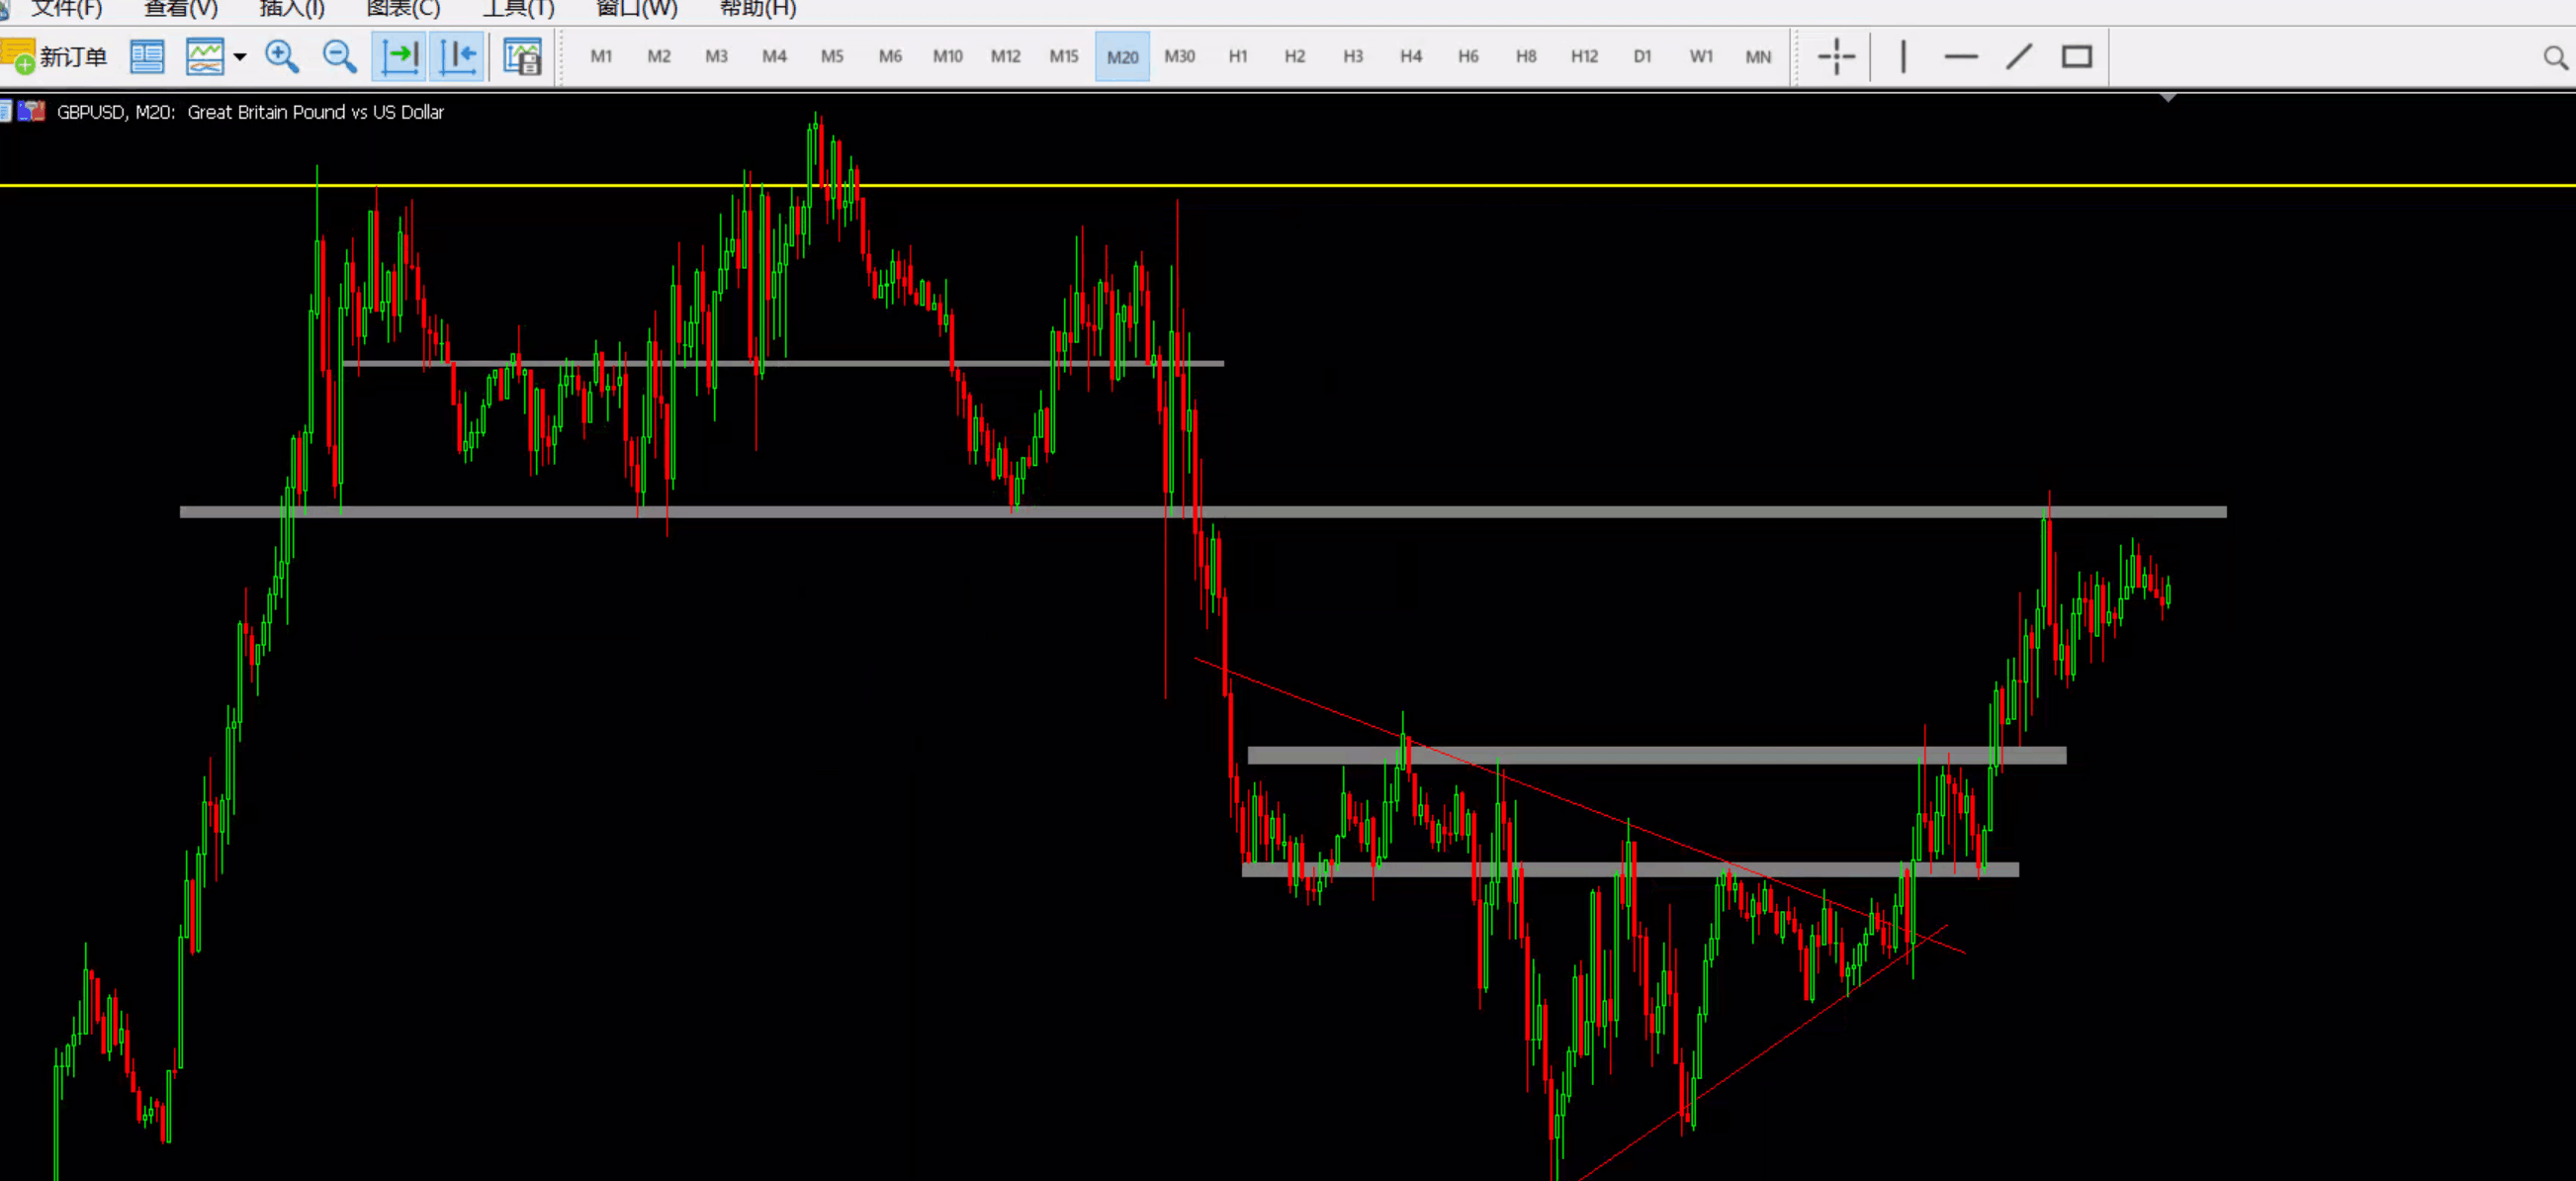 文件(F) 查看(V) 插入(I) 图表(C) 工具(T) 窗口(W) 帮助(H)
新订单 M1 M2 M3 M4 M5 M6 M10 M12 M15 M20 M30 H1 H2 H3 H4 H6 H8 H12 D1 W1 MN
GBPUSD, M20: Great Britain Pound vs US Dollar